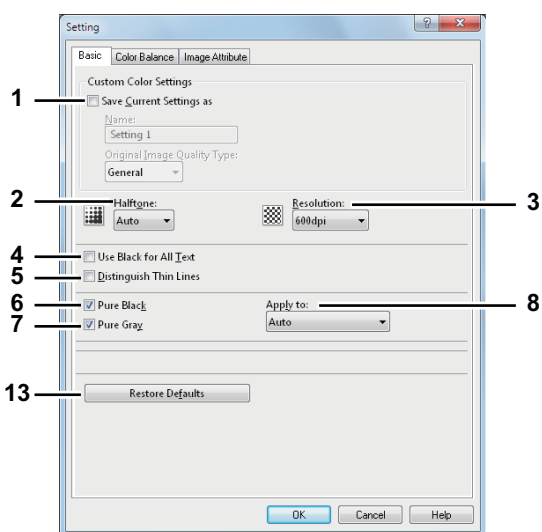 Setting
Basic Color Balance Image Attribute
Custom Color Settings
1 Save Current Settings as
Name:
Setting 1
Original Image Quality Type:
General
2 Halftone: Resolution: 3
Auto 600dpi
4 Use Black for All Text
5 Distinguish Thin Lines
6 Pure Black Apply to: 8
7 Pure Gray Auto
13 Restore Defaults
OK Cancel Help